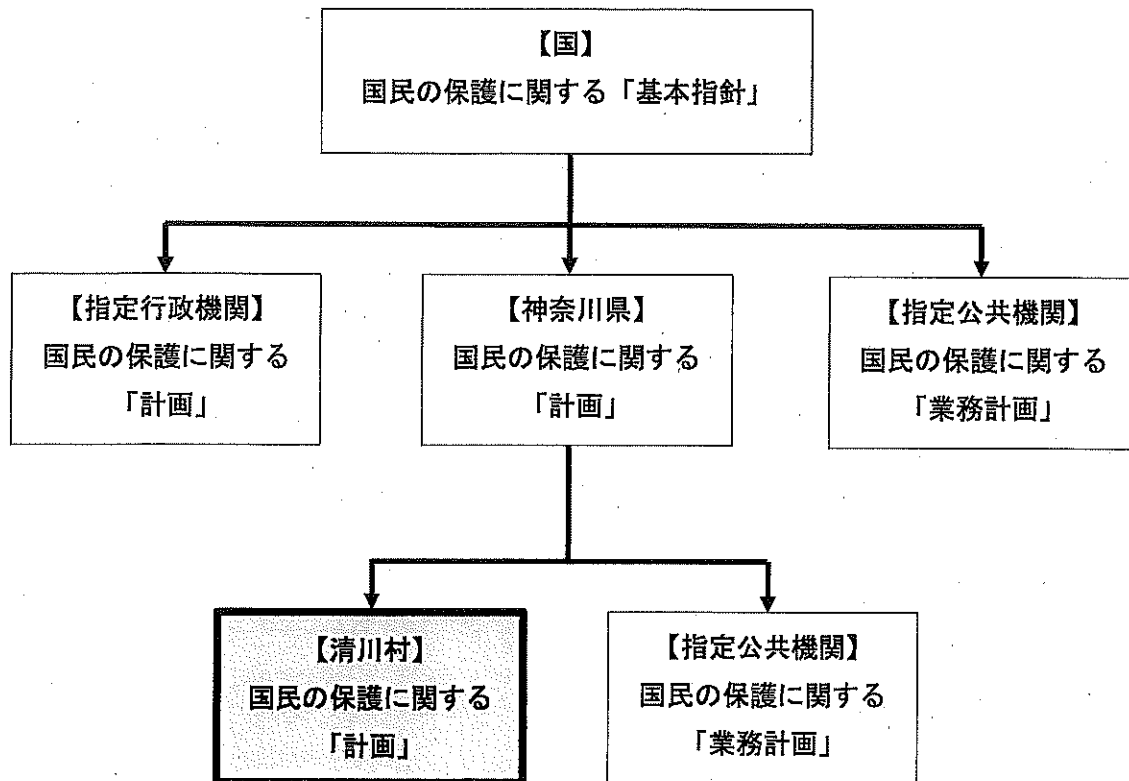 【国】
国民の保護に関する「基本指針」
【指定行政機関】
国民の保護に関する
「計画」
【神奈川県】
国民の保護に関する
「計画」
【指定公共機関】
国民の保護に関する
「業務計画」
【清川村】
国民の保護に関する
「計画」
【指定公共機関】
国民の保護に関する
「業務計画」